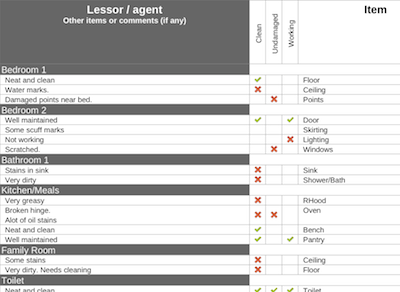 Lessor / agent
Other items or comments (if any)
Clean
Undamaged
Working
Item
Bedroom 1
Neat and clean Floor
Water marks. Ceiling
Damaged points near bed. Points
Bedroom 2
Well maintained Door
Some scuff marks Skirting
Not working Lighting
Scratched. Windows
Bathroom 1
Stains in sink Sink
Very dirty Shower/Bath
Kitchen/Meals
Very greasy RHood
Broken hinge. Oven
Alot of oil stains
Neat and clean Bench
Well maintained Pantry
Family Room
Some stains Ceiling
Very dirty. Needs cleaning Floor
Toilet
Neat and clean Toilet